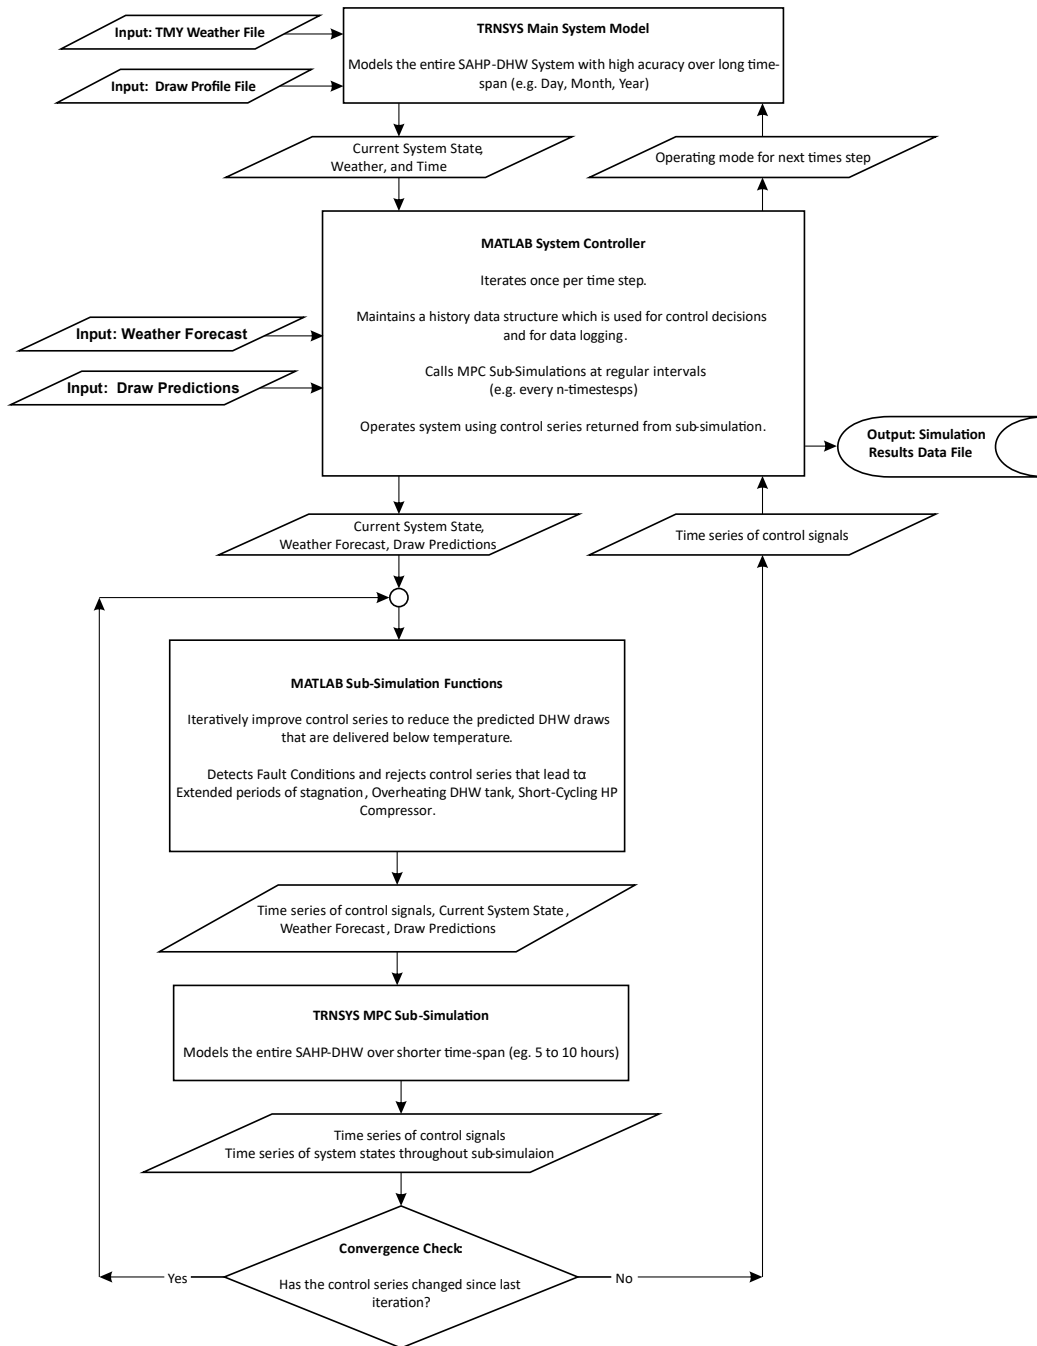 Input: TMY Weather File
TRNSYS Main System Model
Models the entire SAHP-DHW System with high acuracy over long time-
span (e.g. Day, Month, Year)
Input:  Draw Profile File
Current System State,
Weather, and Time
Operating mode for next times step
MATLAB System Controller
Iterates once per time step.
Maintains a history data structure which is used for control decisions
and for data logging.
Calls MPC Sub-Simulations at regular intervals
(e.g. every n-timestesps)
Operates system using control series returned from sub-simulation.
Input: Weather Forecast
Input:  Draw Predictions
Output: Simulation
Results Data File
Current System State,
Weather Forecast, Draw Predictions
Time series of control signals
MATLAB Sub-Simulation Functions
Iteratively improve control series to reduce the predicted DHW draws
that are delivered below temperature.
Detects Fault Conditions and rejects control series that lead to:
Extended periods of stagnation, Overheating DHW tank, Short-Cycling HP
Compressor.
Time series of control signals, Current System State,
Weather Forecast, Draw Predictions
TRNSYS MPC Sub-Simulation
Models the entire SAHP-DHW over shorter time-span (eg. 5 to 10 hours)
Time series of control signals
Time series of system states throughout sub-simulaion
Convergence Check:
Has the control series changed since last
iteration?
Yes
No